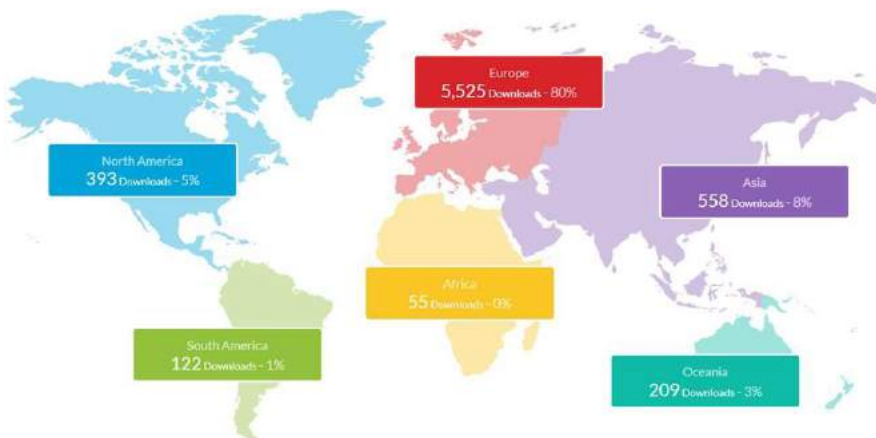 Europe
5,525 Downloads - 80%
North America
393 Downloads - 5%
Asia
558 Downloads - 8%
Africa
55 Downloads - 0%
South America
122 Downloads - 1%
Oceania
209 Downloads - 3%